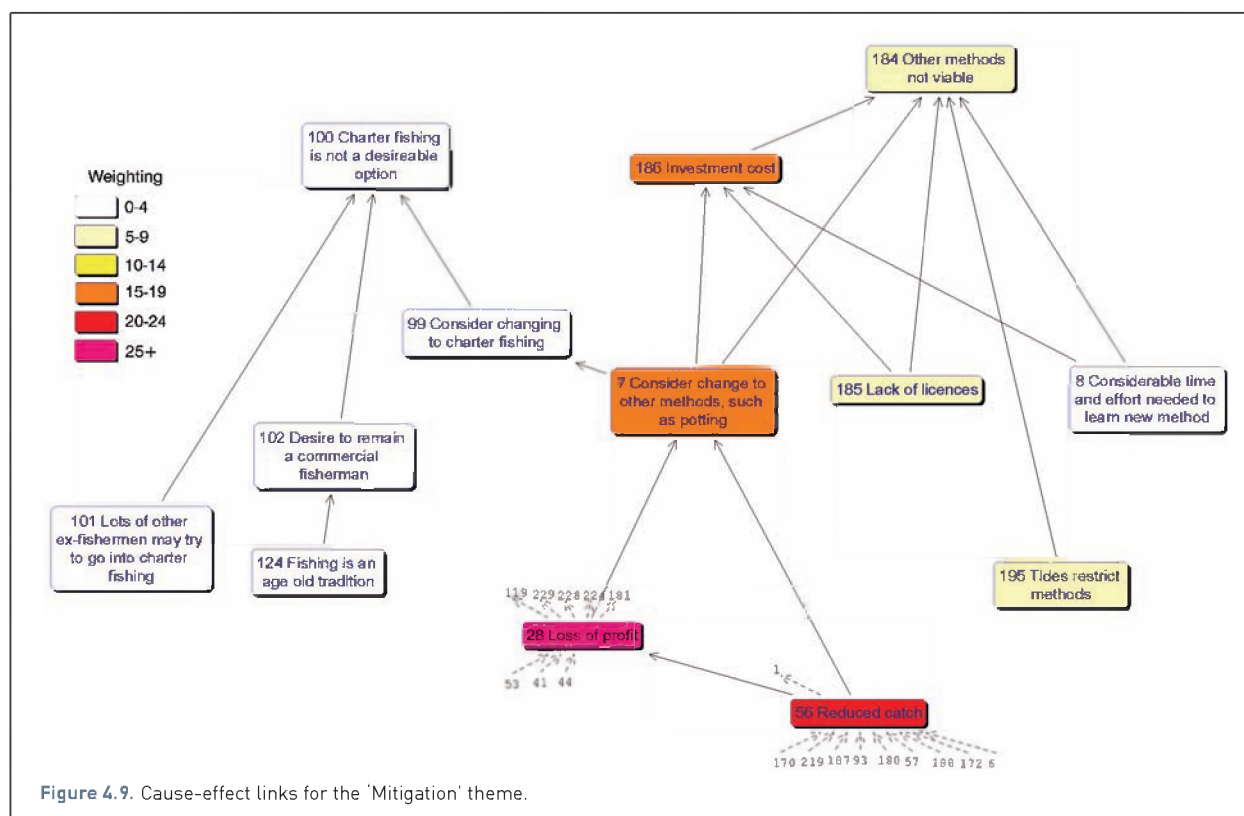 184 Other methods
not viable
100 Charter fishing
is not a desireable
option
186 Investment cost
Weighting
0-4
5-9
10-14
15-19
20-24
25+
99 Consider changing
to charter fishing
7 Consider change to
other methods, such
as potting
185 Lack of licences
8 Considerable time
and effort needed to
learn new method
102 Desire to remain
a commercial
fisherman
101 Lots of other
ex-fishermen may try
to go into charter
fishing
124 Fishing is an
age old tradition
195 Tides restrict
methods
119 229 228 181
28 Loss of profit
53 41 44
56 Reduced catch
170 219 93 180 57 172 6
Figure 4.9. Cause-effect links for the 'Mitigation' theme.